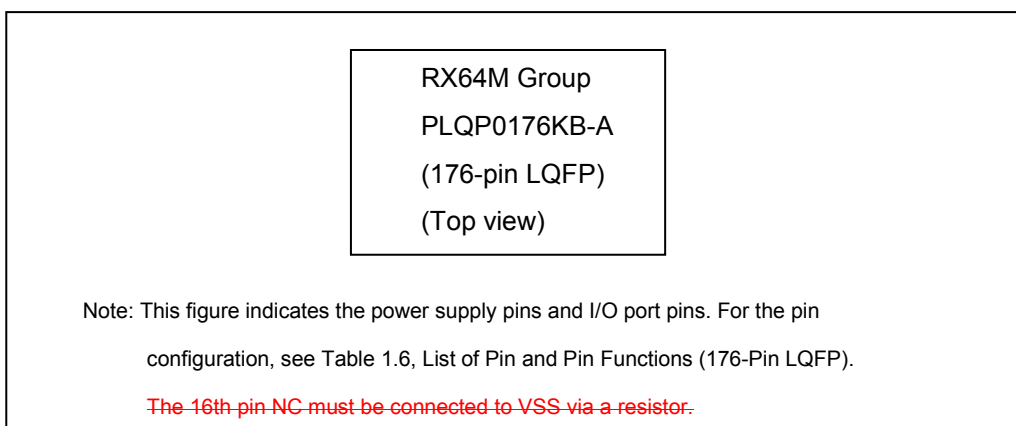 RX64M Group
PLQP0176KB-A
(176-pin LQFP)
(Top view)
Note: This figure indicates the power supply pins and I/O port pins. For the pin
configuration, see Table 1.6, List of Pin and Pin Functions (176-Pin LQFP).
The 16th pin NC must be connected to VSS via a resistor.